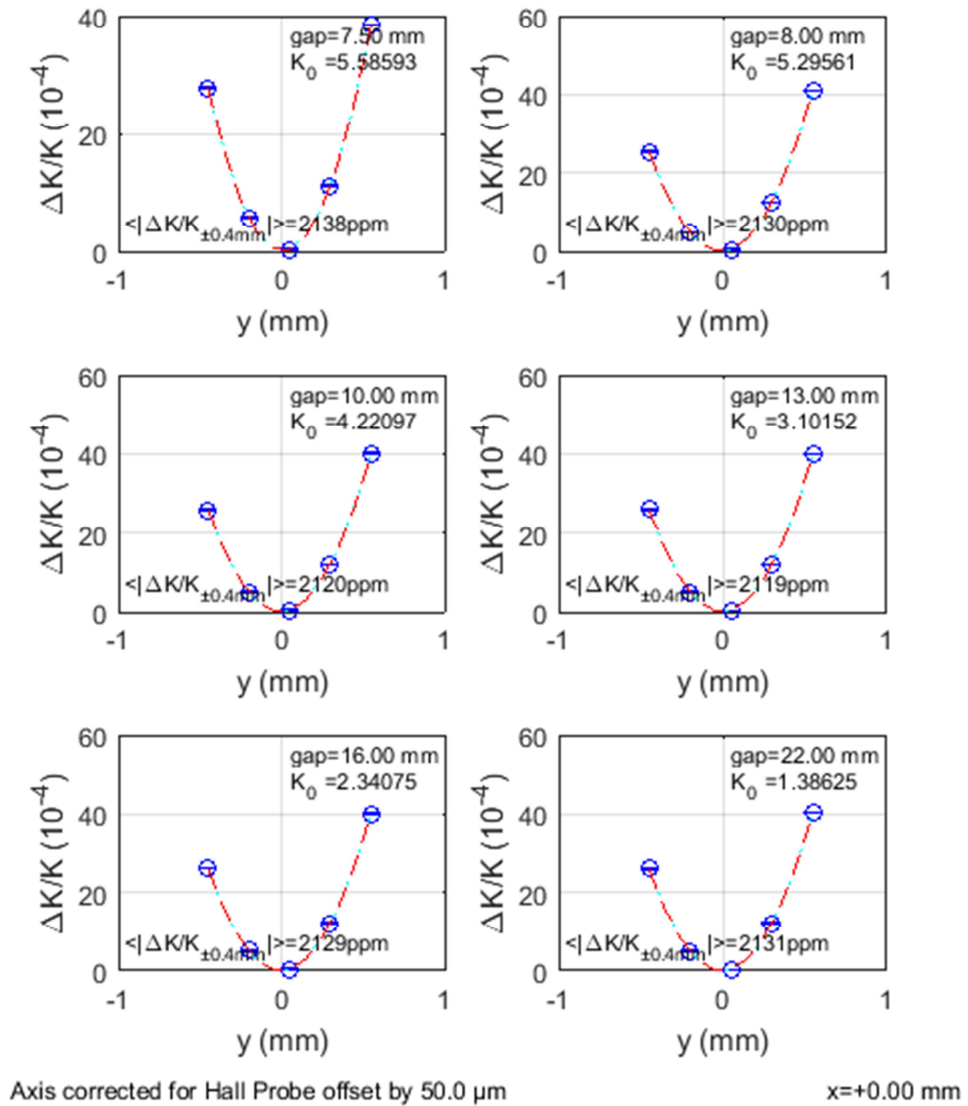 ΔK/K (10⁻⁴)
40
20
0
gap=7.50 mm
K₀ =5.58593
<|ΔK/K±0.4mm|>=2138ppm
-1 0 1
y (mm)
ΔK/K (10⁻⁴)
60
40
20
0
gap=8.00 mm
K₀ =5.29561
<|ΔK/K±0.4mm|>=2130ppm
-1 0 1
y (mm)
ΔK/K (10⁻⁴)
60
40
20
0
gap=10.00 mm
K₀ =4.22097
<|ΔK/K±0.4mm|>=2120ppm
-1 0 1
y (mm)
ΔK/K (10⁻⁴)
60
40
20
0
gap=13.00 mm
K₀ =3.10152
<|ΔK/K±0.4mm|>=2119ppm
-1 0 1
y (mm)
ΔK/K (10⁻⁴)
60
40
20
0
gap=16.00 mm
K₀ =2.34075
<|ΔK/K±0.4mm|>=2129ppm
-1 0 1
y (mm)
ΔK/K (10⁻⁴)
60
40
20
0
gap=22.00 mm
K₀ =1.38625
<|ΔK/K±0.4mm|>=2131ppm
-1 0 1
y (mm)
Axis corrected for Hall Probe offset by 50.0 μm
x=+0.00 mm